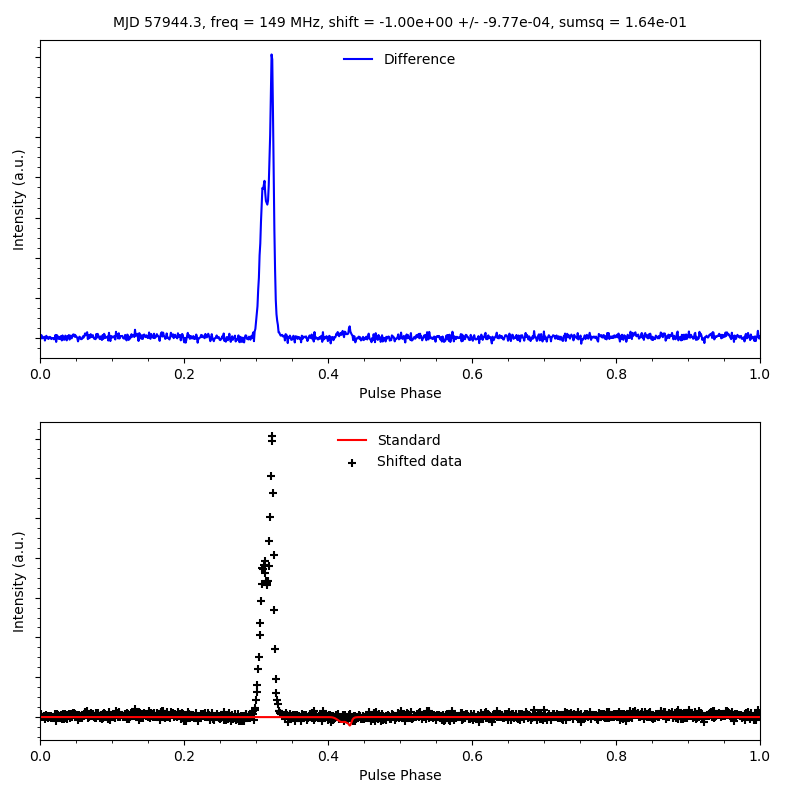 MJD 57944.3, freq = 149 MHz, shift = -1.00e+00 +/- -9.77e-04, sumsq = 1.64e-01
Difference
Intensity (a.u.)
0.0 0.2 0.4 0.6 0.8 1.0
Pulse Phase
Standard
Shifted data
Intensity (a.u.)
0.0 0.2 0.4 0.6 0.8 1.0
Pulse Phase